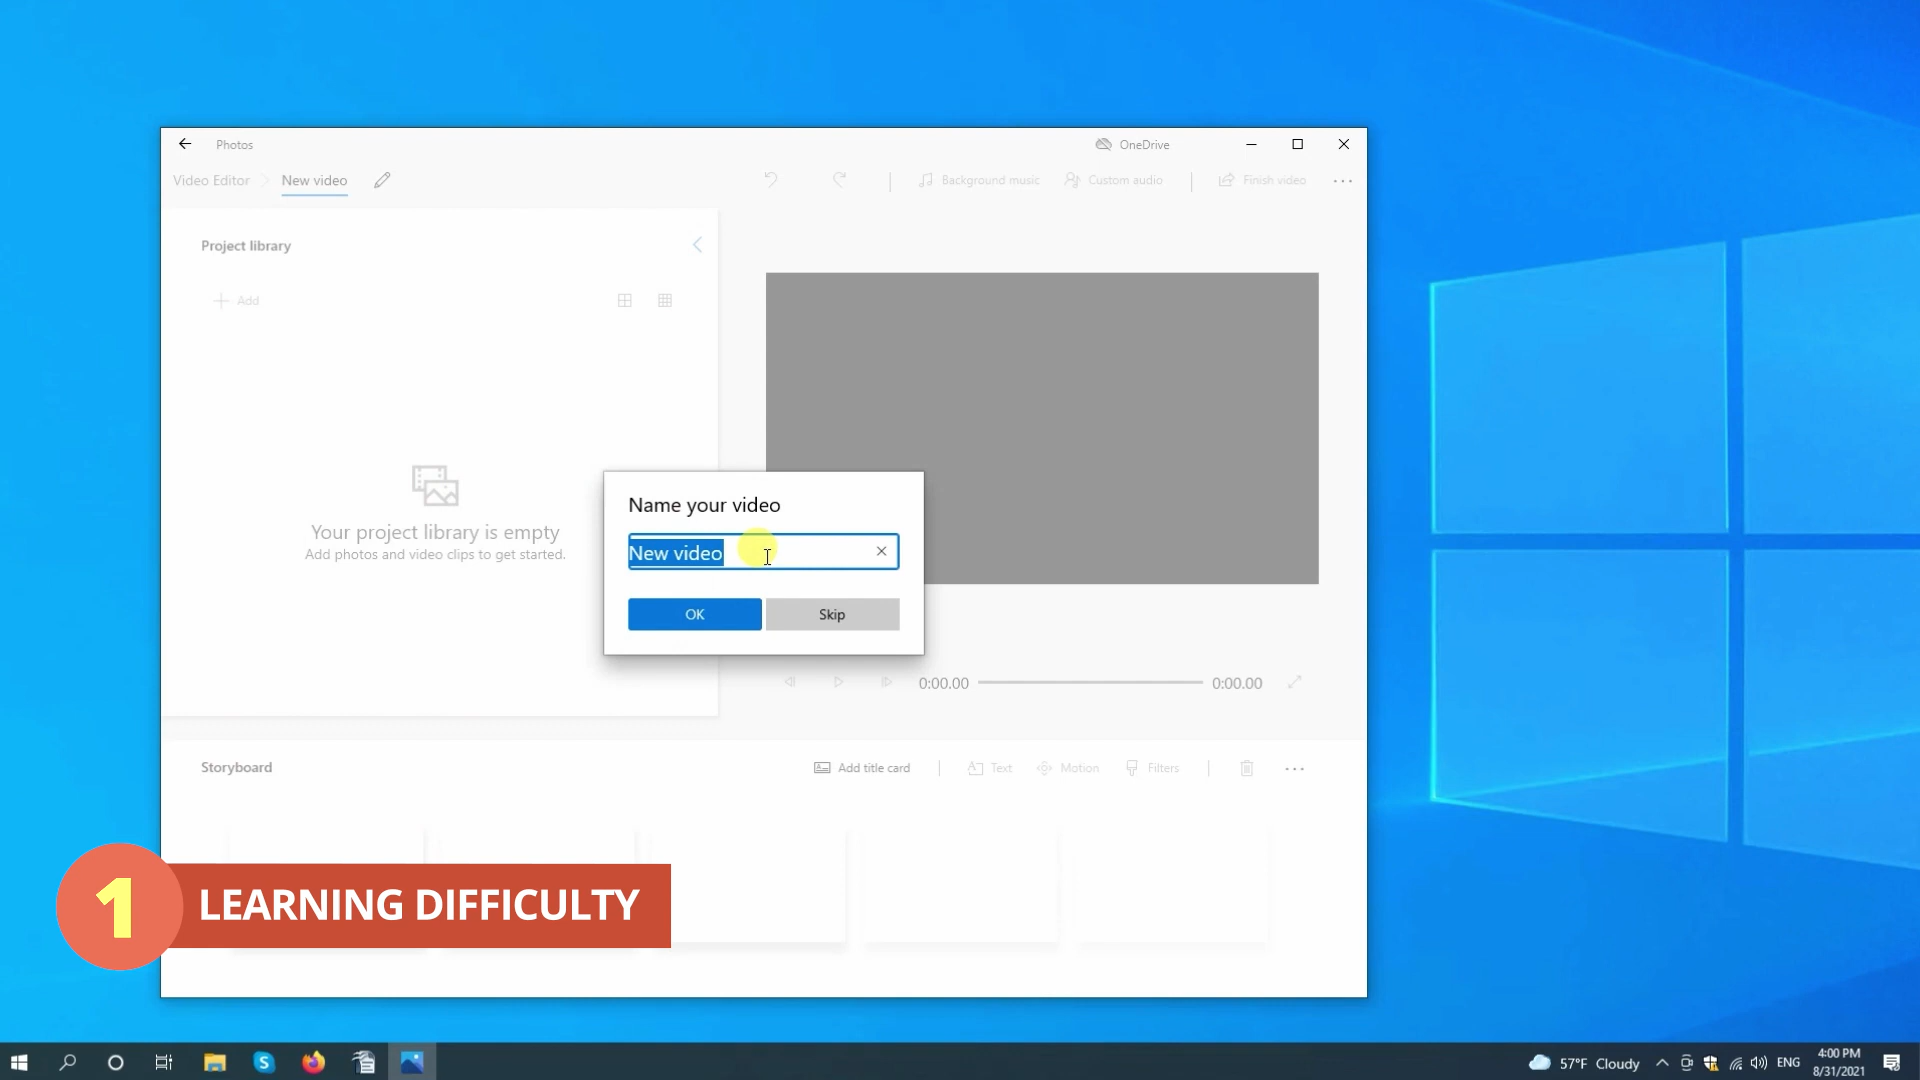 Photos
OneDrive
Video Editor
New video
Background music
Custom audio
Finish video
Project library
Add
Your project library is empty
Add photos and video clips to get started.
Name your video
New video
OK
Skip
0:00.00
0:00.00
Storyboard
Add title card
Text
Motion
Filters
1
LEARNING DIFFICULTY
57°F Cloudy
ENG
4:00 PM
8/31/2021